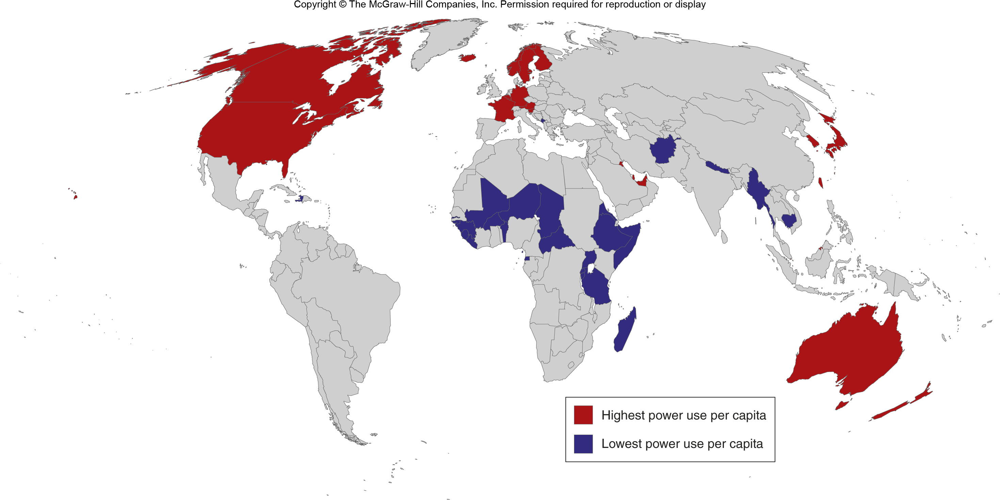 Copyright © The McGraw-Hill Companies, Inc. Permission required for reproduction or display
Highest power use per capita
Lowest power use per capita